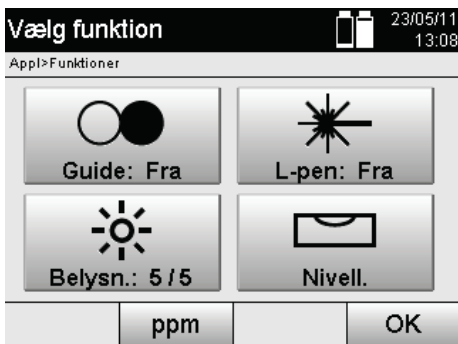 Vælg funktion
23/05/11
13:08
Appl>Funktioner
Guide: Fra
L-pen: Fra
Belysn.: 5/5
Nivell.
ppm
OK